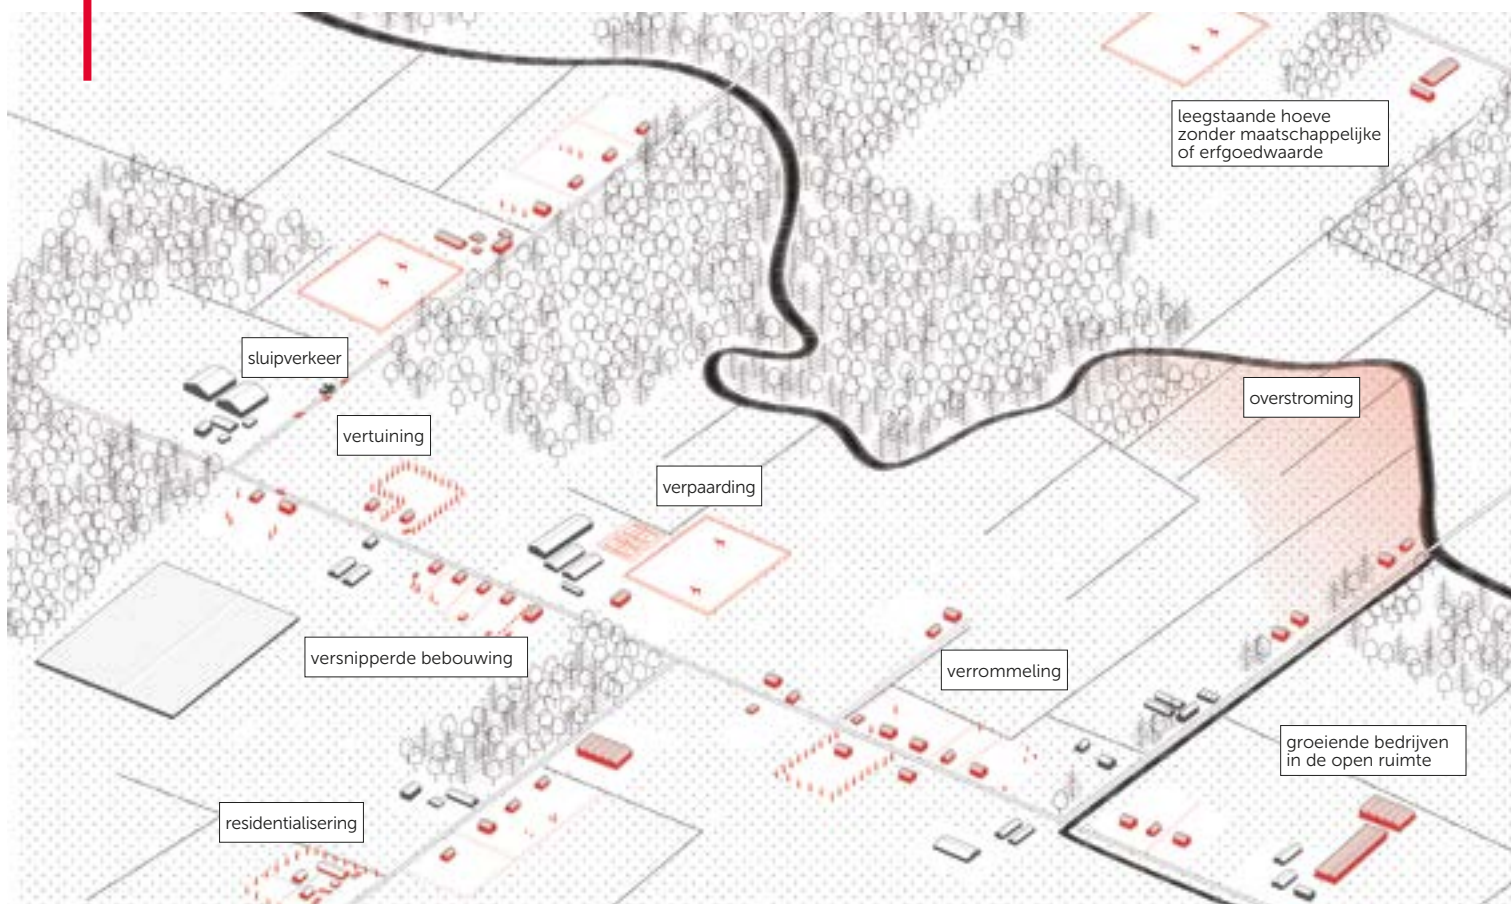 leegstaande hoeve
zonder maatschappelijke
of erfgoedwaarde
sluipverkeer
overstroming
vertuining
verpaarding
versnipperde bebouwing
verrommeling
groeiende bedrijven
in de open ruimte
residentialisering